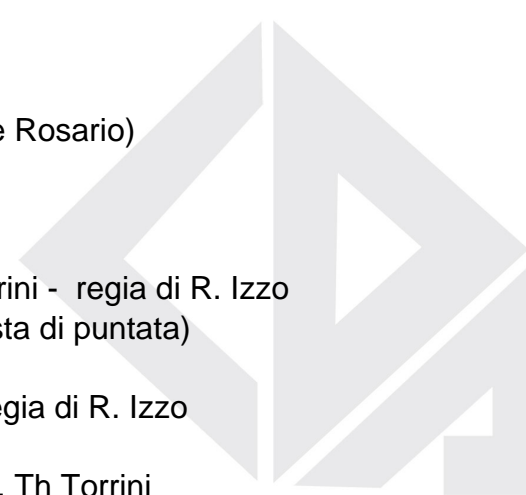 e Rosario)
rini - regia di R. Izzo
sta di puntata)
egia di R. Izzo
. Th Torrini